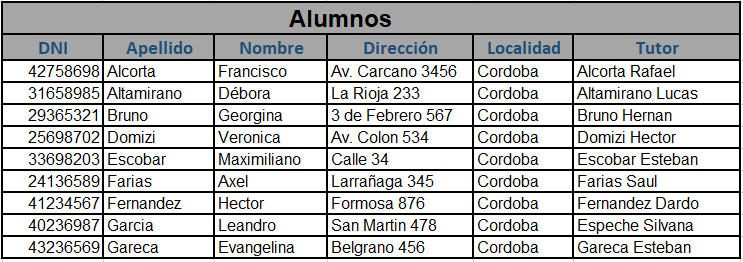 Alumnos
DNI Apellido Nombre Dirección Localidad Tutor
42758698 Alcorta Francisco Av. Carcano 3456 Cordoba Alcorta Rafael
31658985 Altamirano Débora La Rioja 233 Cordoba Altamirano Lucas
29365321 Bruno Georgina 3 de Febrero 567 Cordoba Bruno Hernan
25698702 Domizi Veronica Av. Colon 534 Cordoba Domizi Hector
33698203 Escobar Maximiliano Calle 34 Cordoba Escobar Esteban
24136589 Farias Axel Larrañaga 345 Cordoba Farias Saul
41234567 Fernandez Hector Formosa 876 Cordoba Fernandez Dardo
40236987 Garcia Leandro San Martin 478 Cordoba Espeche Silvana
43236569 Gareca Evangelina Belgrano 456 Cordoba Gareca Esteban